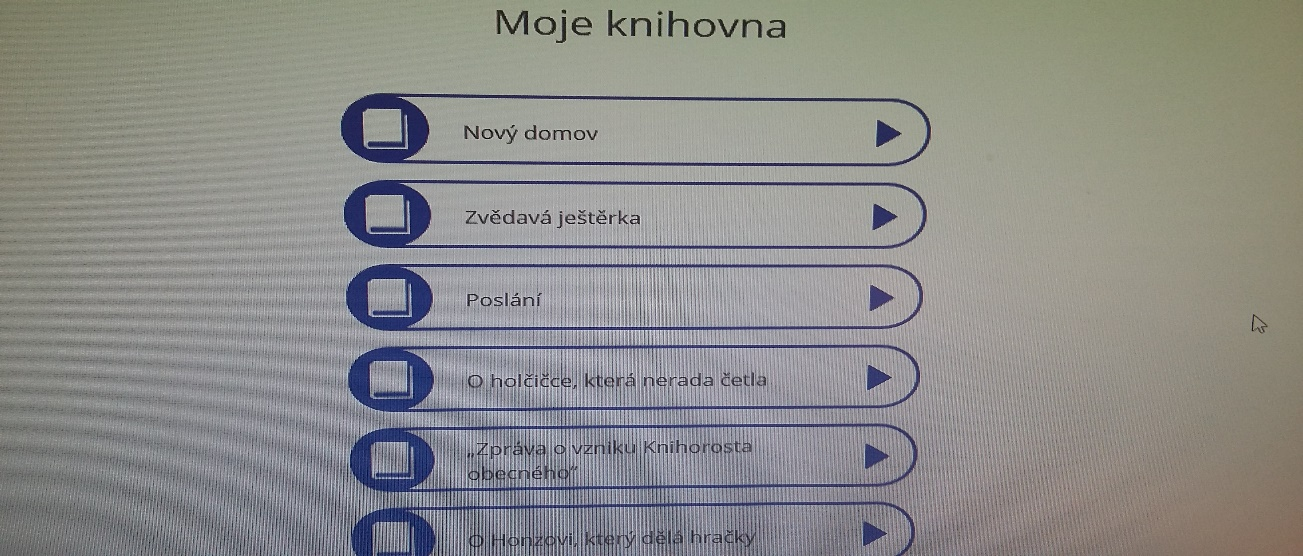 Moje knihovna
Nový domov
Zvědavá ještěrka
Poslání
O holčičce, která nerada četla
„Zpráva o vzniku Knihorosta
obecného“
O Honzovi, který dělá hračky